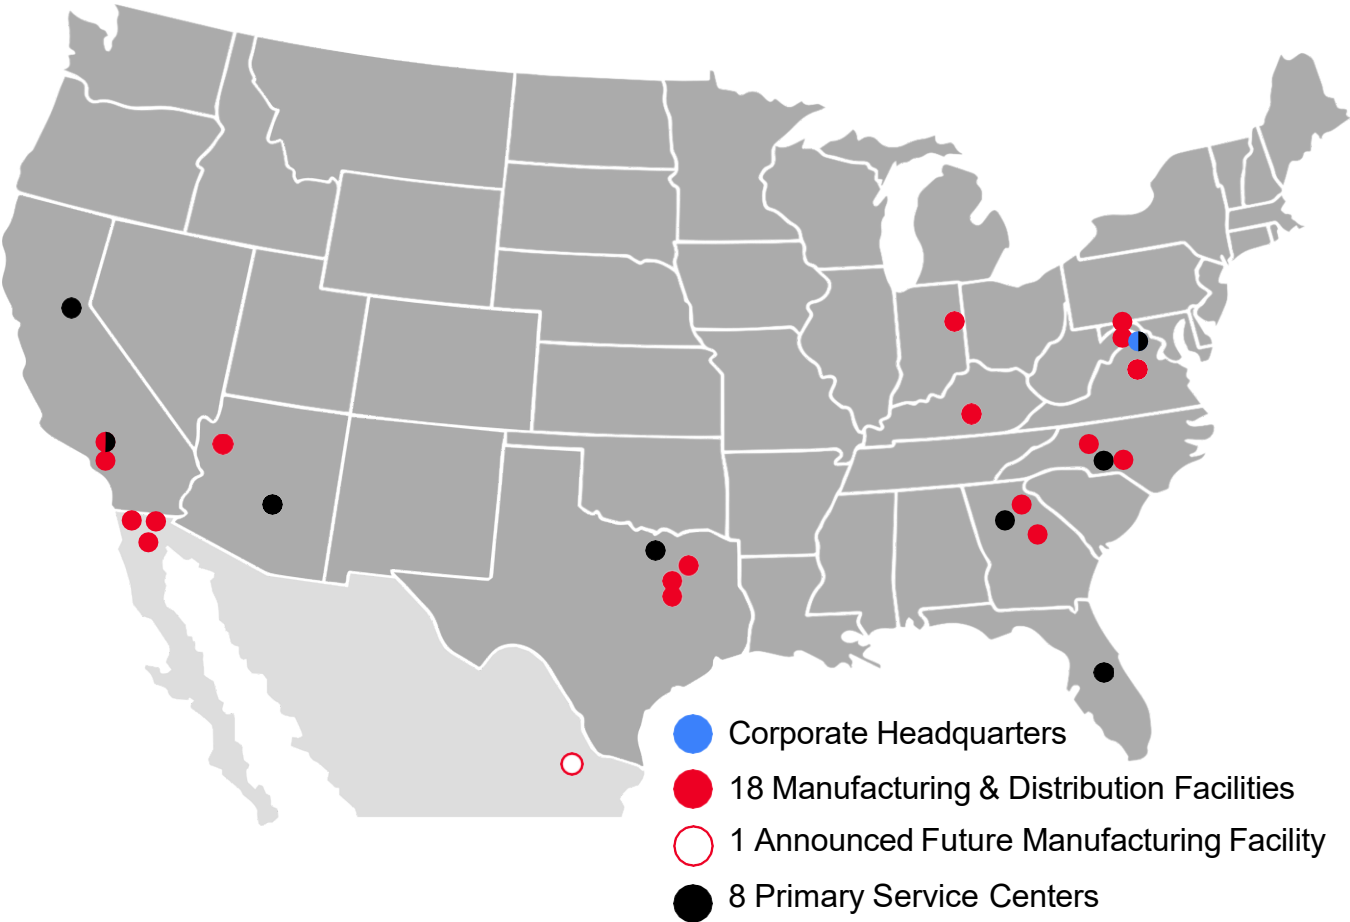 Corporate Headquarters
18 Manufacturing & Distribution Facilities
1 Announced Future Manufacturing Facility
8 Primary Service Centers